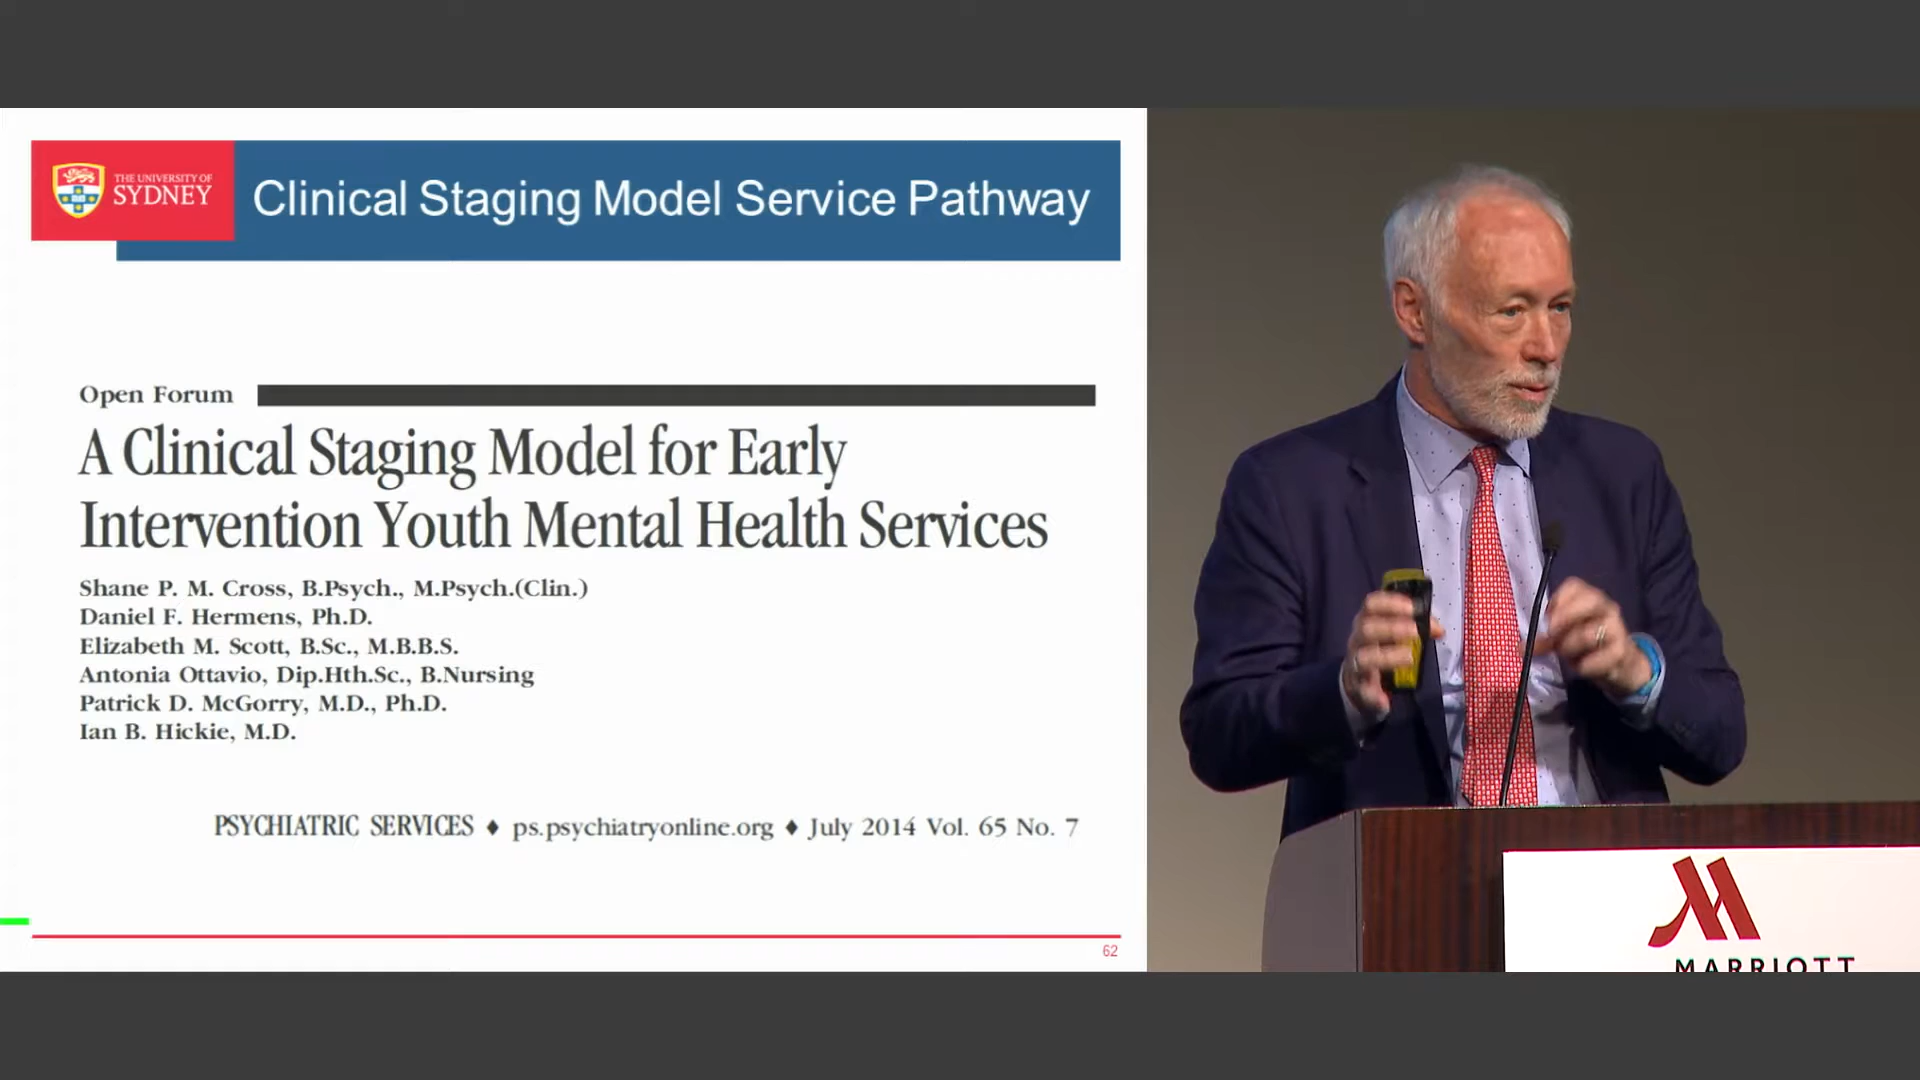 THE UNIVERSITY OF
SYDNEY
Clinical Staging Model Service Pathway
Open Forum
A Clinical Staging Model for Early
Intervention Youth Mental Health Services
Shane P. M. Cross, B.Psych., M.Psych.(Clin.)
Daniel F. Hermens, Ph.D.
Elizabeth M. Scott, B.Sc., M.B.B.S.
Antonia Ottavio, Dip.Hth.Sc., B.Nursing
Patrick D. McGorry, M.D., Ph.D.
Ian B. Hickie, M.D.
PSYCHIATRIC SERVICES ♦ ps.psychiatryonline.org ♦ July 2014 Vol. 65 No. 7
62
MARRIOTT